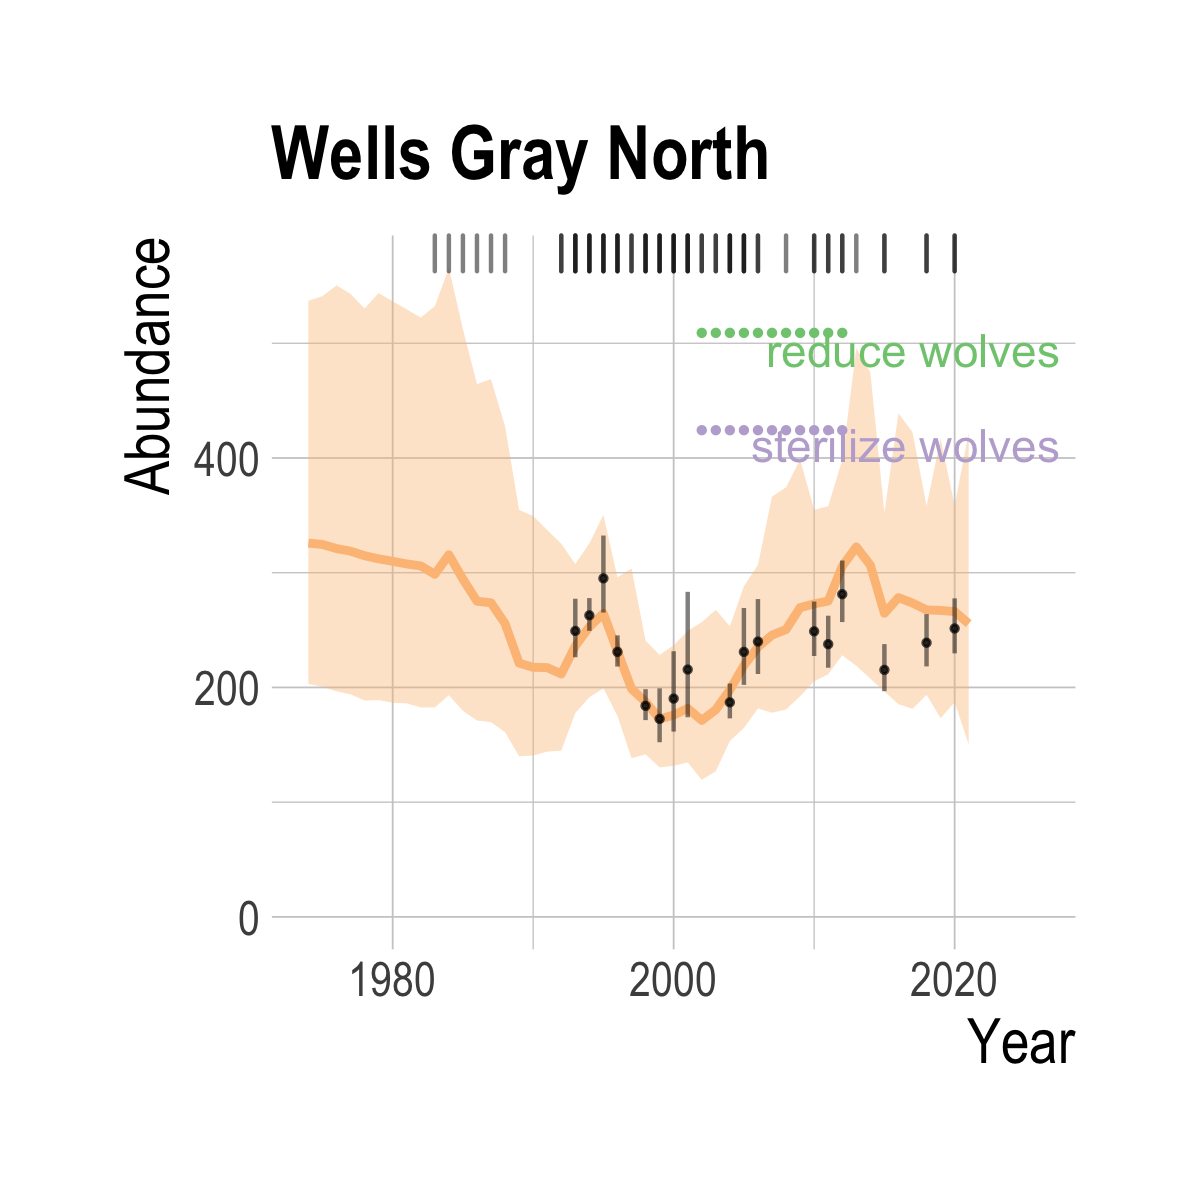 Wells Gray North
Abundance
reduce wolves
sterilize wolves
400
200
0
1980 2000 2020
Year